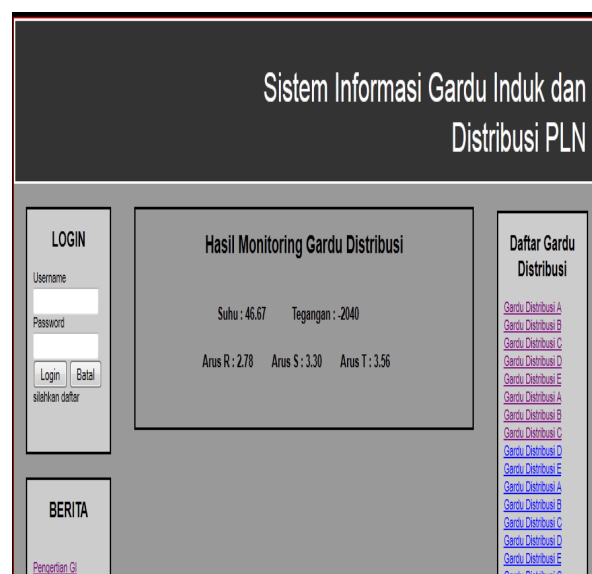 Sistem Informasi Gardu Induk dan
Distribusi PLN
LOGIN
Username
Password
Login Batal
silahkan daftar
BERITA
Pengertian GI
Hasil Monitoring Gardu Distribusi
Suhu : 46.67 Tegangan : -2040
Arus R : 2.78 Arus S : 3.30 Arus T : 3.56
Daftar Gardu
Distribusi
Gardu Distribusi A
Gardu Distribusi B
Gardu Distribusi C
Gardu Distribusi D
Gardu Distribusi E
Gardu Distribusi A
Gardu Distribusi B
Gardu Distribusi C
Gardu Distribusi D
Gardu Distribusi E
Gardu Distribusi A
Gardu Distribusi B
Gardu Distribusi C
Gardu Distribusi D
Gardu Distribusi E